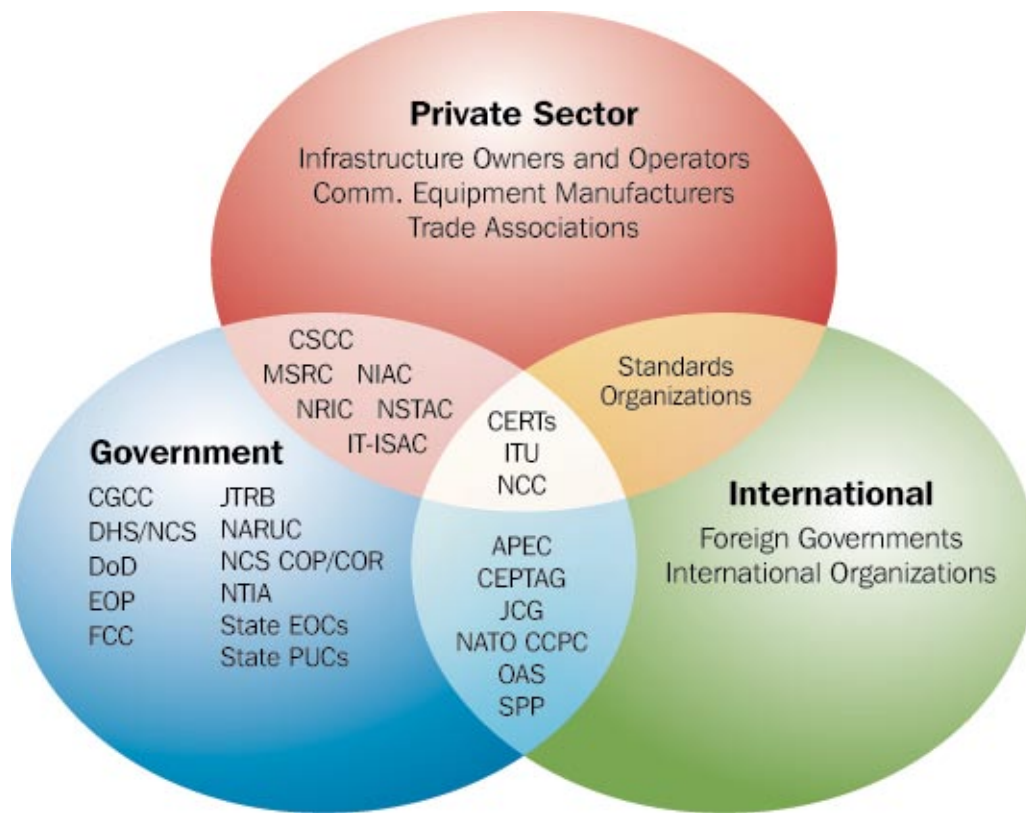 Private Sector
Infrastructure Owners and Operators
Comm. Equipment Manufacturers
Trade Associations
CSCC
MSRC NIAC
NRIC NSTAC
IT-ISAC
Standards
Organizations
CERTs
ITU
NCC
Government
CGCC
DHS/NCS
DoD
EOP
FCC
JTRB
NARUC
NCS COP/COR
NTIA
State EOCs
State PUCs
APEC
CEPTAG
JCG
NATO CCPC
OAS
SPP
International
Foreign Governments
International Organizations